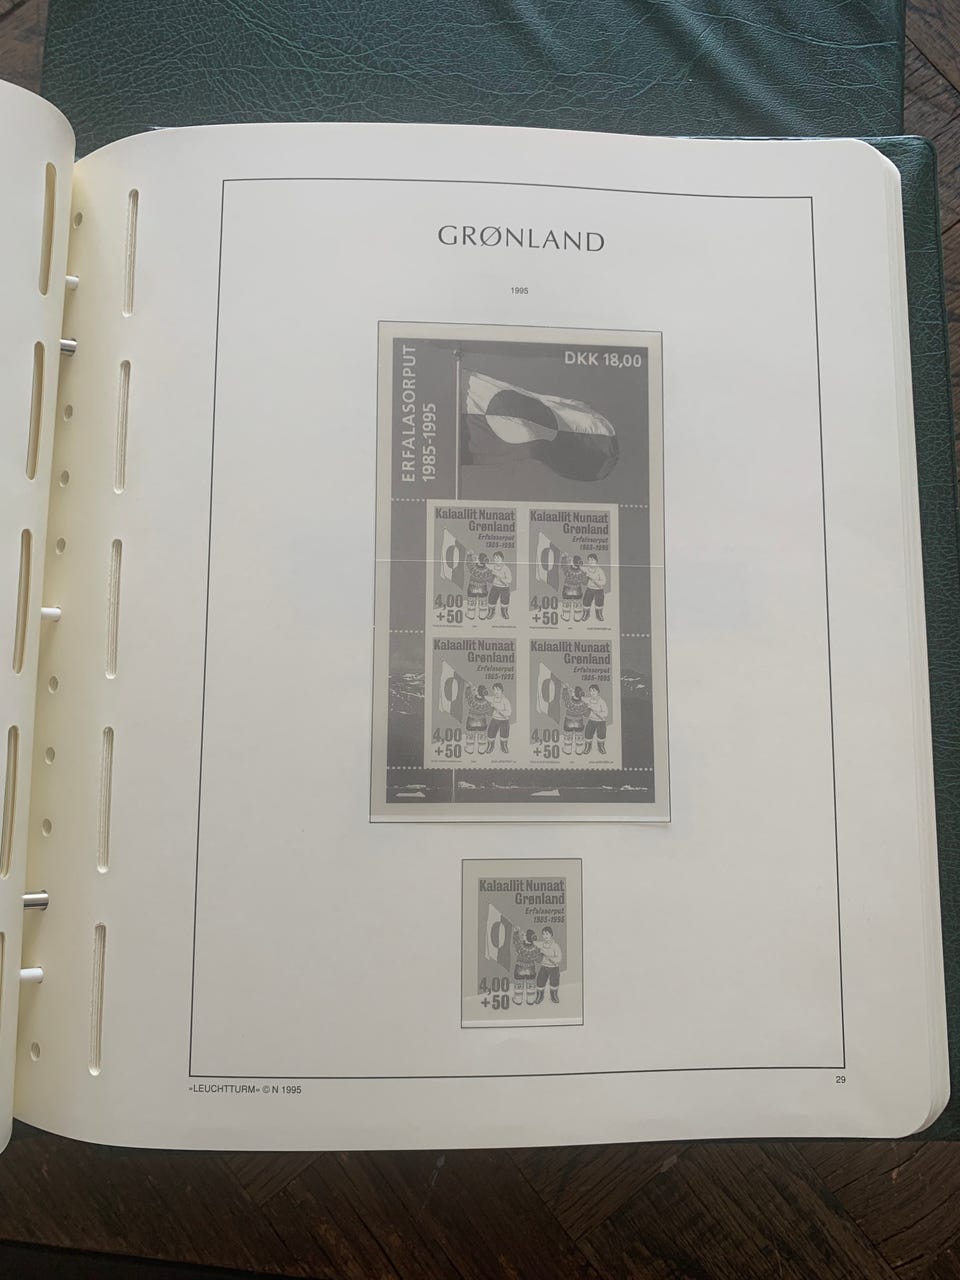 GRØNLAND
1995
ERFALASORPUT
1985-1995
DKK 18,00
Kalaallit Nunaat
Grønland
Erfalasorput
1985-1995
4,00
+50
Kalaallit Nunaat
Grønland
Erfalasorput
1985-1995
4,00
+50
Kalaallit Nunaat
Grønland
Erfalasorput
1985-1995
4,00
+50
Kalaallit Nunaat
Grønland
Erfalasorput
1985-1995
4,00
+50
Kalaallit Nunaat
Grønland
Erfalasorput
1985-1995
4,00
+50
»LEUCHTTURM« © N 1995
29